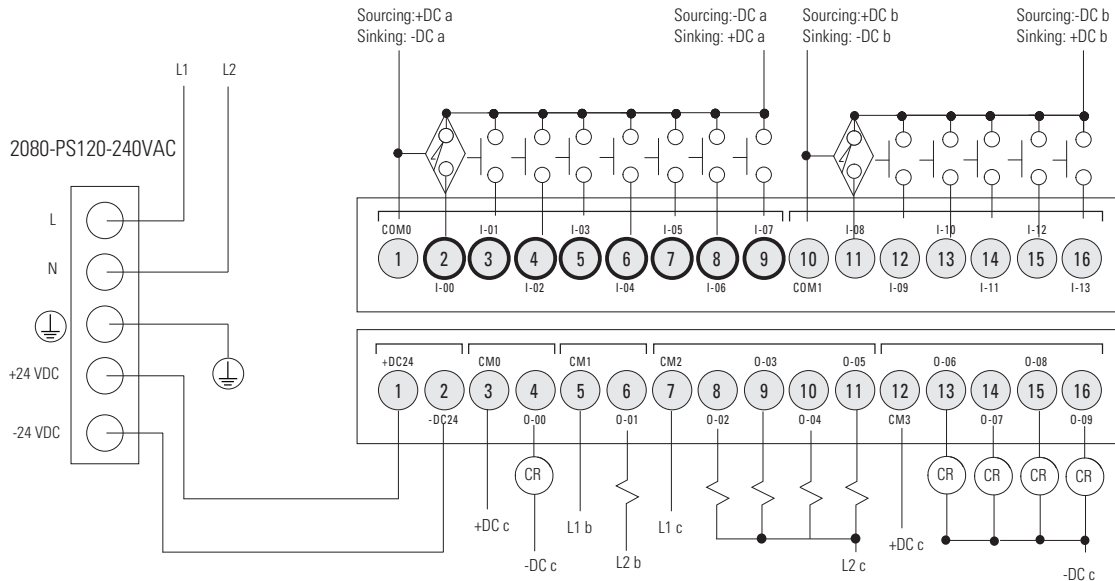 Sourcing:+DC a
Sinking: -DC a
Sourcing:-DC a
Sinking: +DC a
Sourcing:+DC b
Sinking: -DC b
Sourcing:-DC b
Sinking: +DC b
L1 L2
2080-PS120-240VAC
L
N
+24 VDC
-24 VDC
COM0 I-01 I-03 I-05 I-07 I-08 I-10 I-12
1 2 3 4 5 6 7 8 9 10 11 12 13 14 15 16
I-00 I-02 I-04 I-06 COM1 I-09 I-11 I-13
+DC24 CM0 CM1 CM2 O-03 O-05 O-06 O-08
1 2 3 4 5 6 7 8 9 10 11 12 13 14 15 16
-DC24 O-00 O-01 O-02 O-04 CM3 O-07 O-09
CR CR CR CR CR
+DC c L1 b L1 c +DC c
-DC c L2 b L2 c -DC c